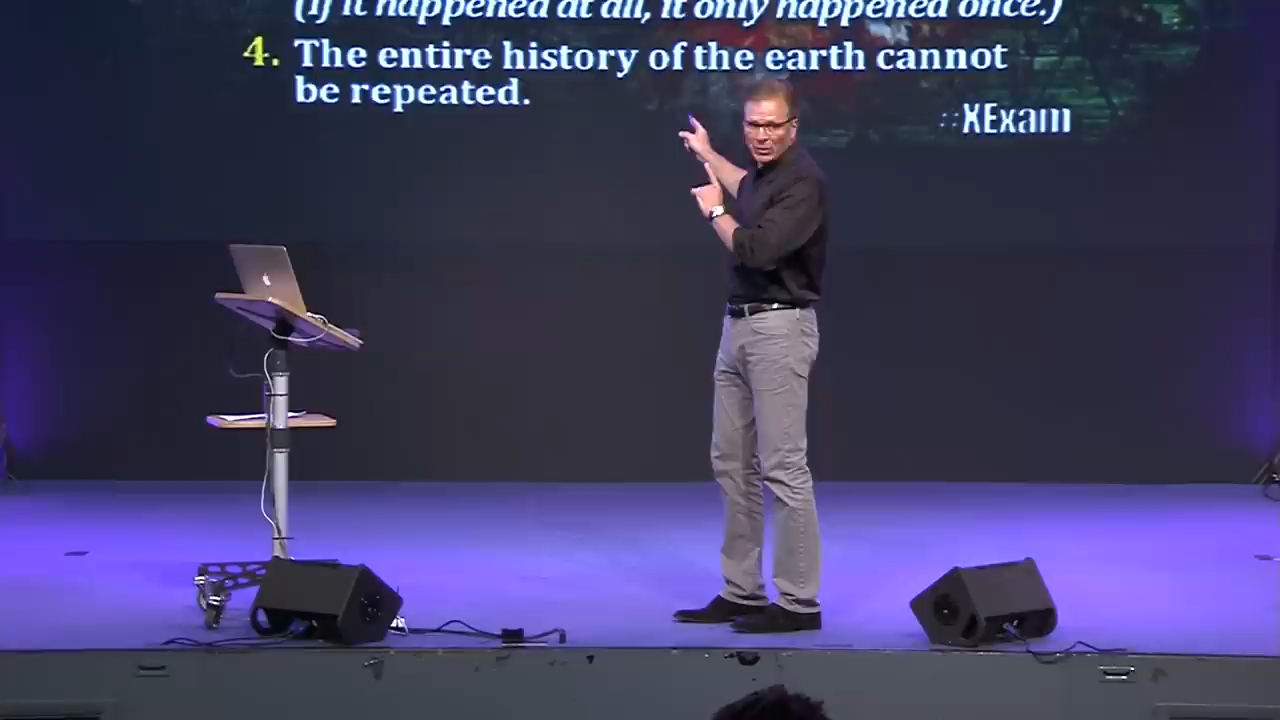 (If it happened at all, it only happened once.)
4. The entire history of the earth cannot
be repeated.
#XExam